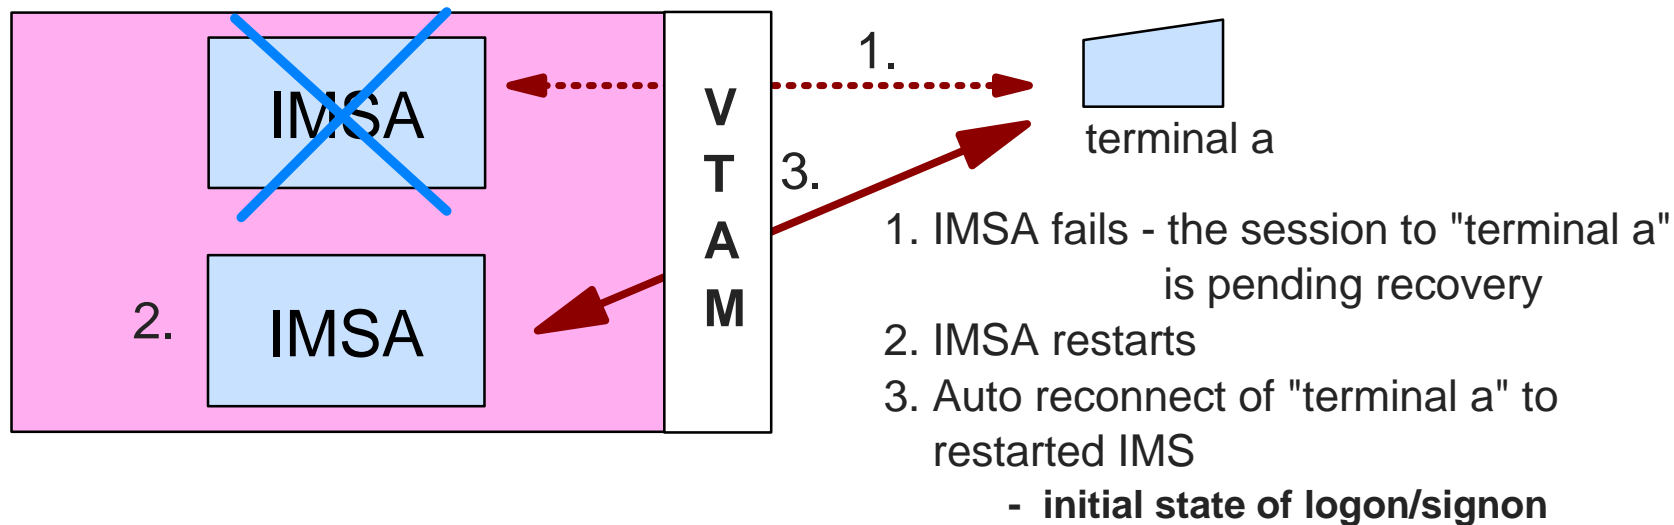 IMSA
1.
V
T
A
M
terminal a
3.
2.
IMSA
1. IMSA fails - the session to "terminal a"
is pending recovery
2. IMSA restarts
3. Auto reconnect of "terminal a" to
restarted IMS
- initial state of logon/signon